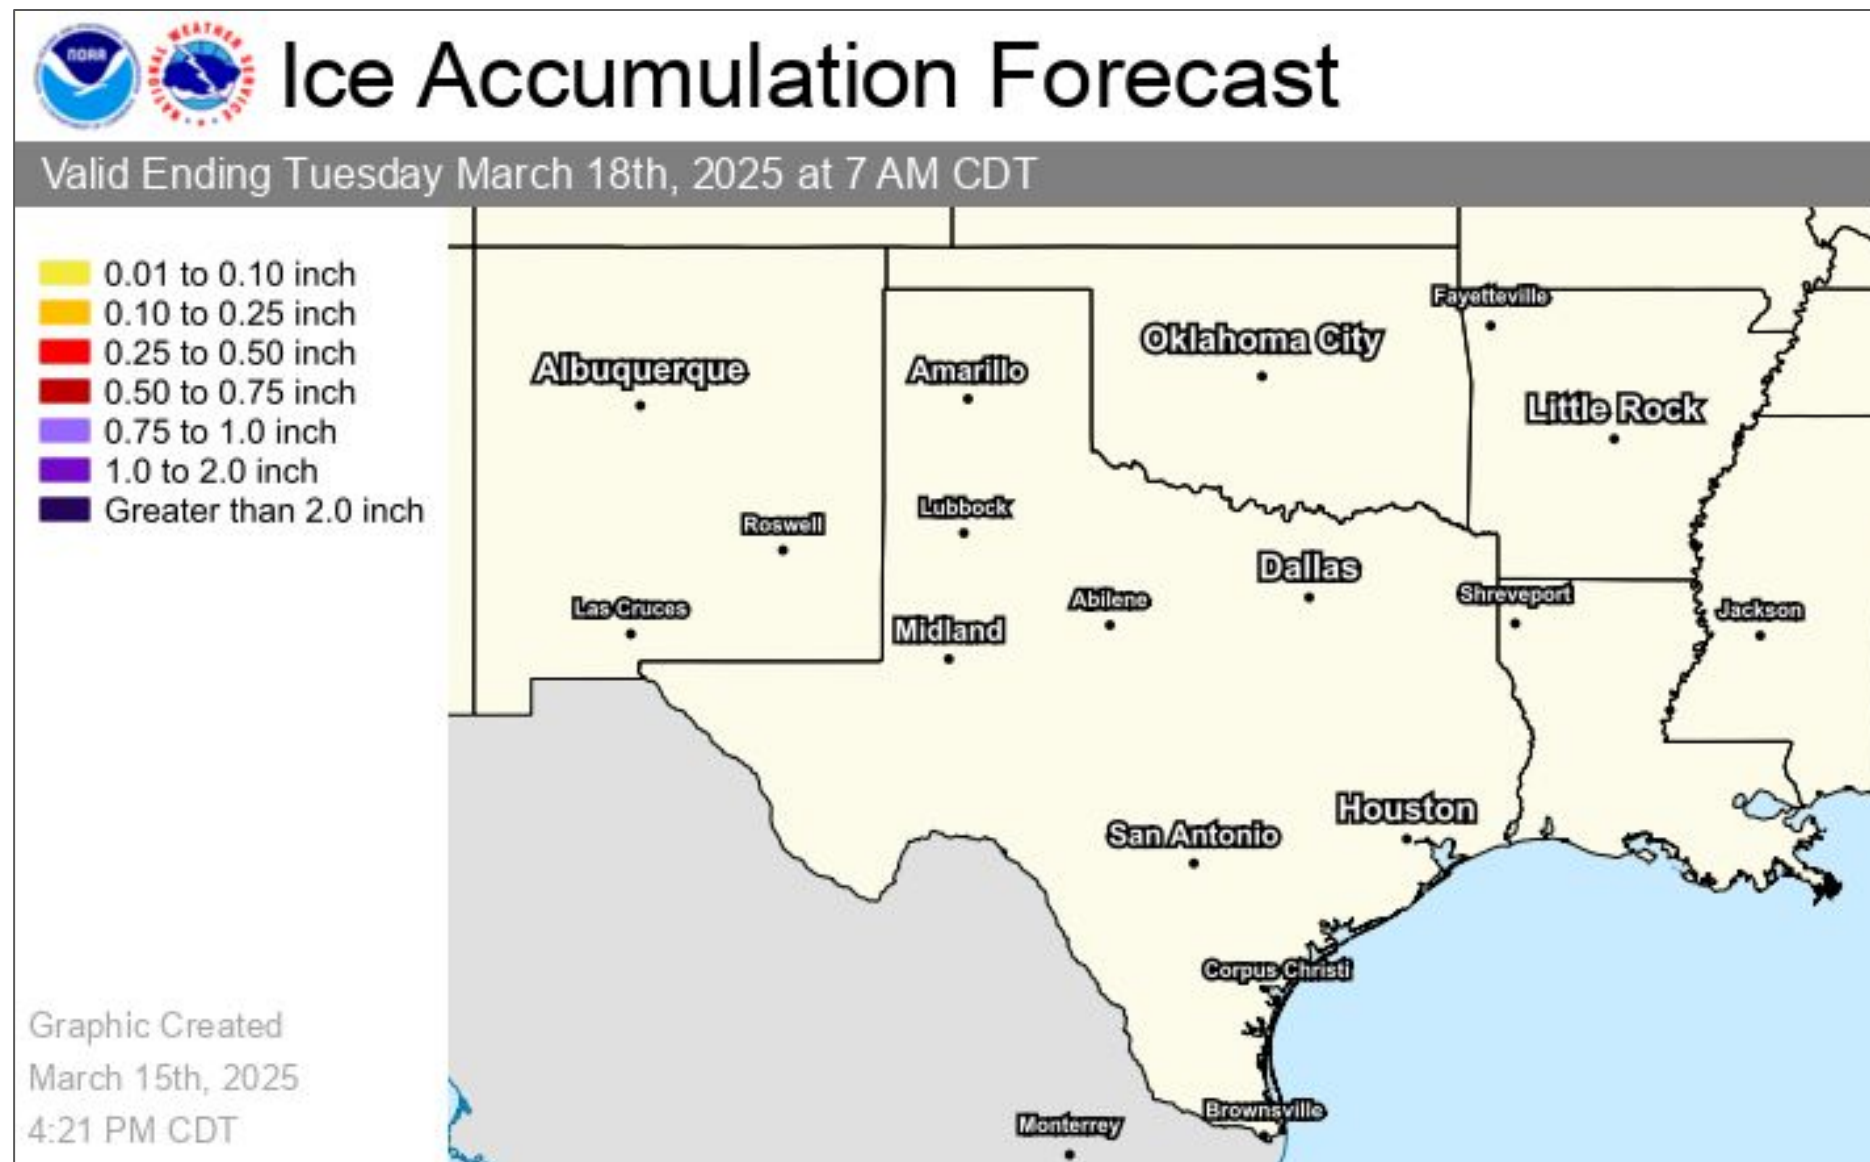 NOAA
NATIONAL WEATHER SERVICE
Ice Accumulation Forecast
Valid Ending Tuesday March 18th, 2025 at 7 AM CDT
0.01 to 0.10 inch
0.10 to 0.25 inch
0.25 to 0.50 inch
0.50 to 0.75 inch
0.75 to 1.0 inch
1.0 to 2.0 inch
Greater than 2.0 inch
Fayetteville
Oklahoma City
Albuquerque
Amarillo
Little Rock
Lubbock
Roswell
Dallas
Shreveport
Abilene
Las Cruces
Jackson
Midland
Houston
San Antonio
Corpus Christi
Brownsville
Monterrey
Graphic Created
March 15th, 2025
4:21 PM CDT